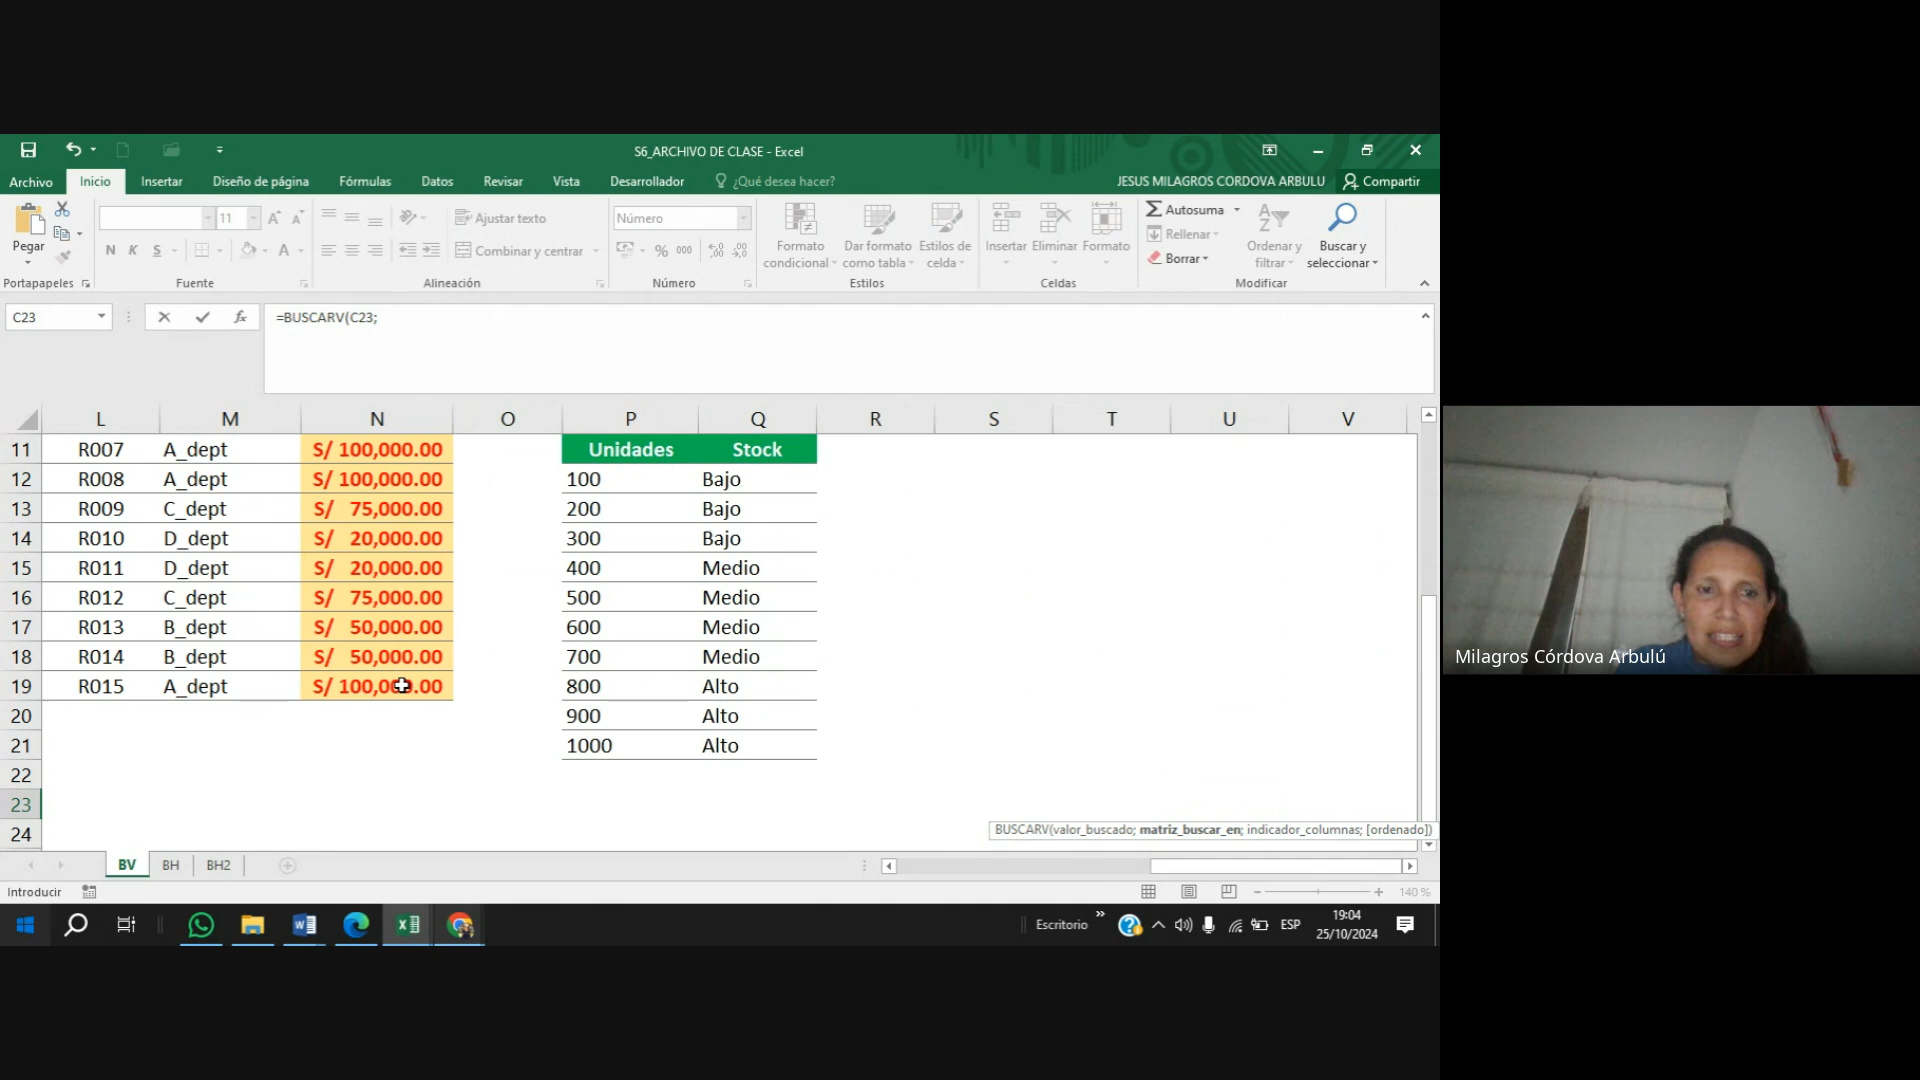 S6_ARCHIVO DE CLASE - Excel
Archivo Inicio Insertar Diseño de página Fórmulas Datos Revisar Vista Desarrollador ¿Qué desea hacer? JESUS MILAGROS CORDOVA ARBULU Compartir
Pegar
11
N K S
A
Ajustar texto
Combinar y centrar
Número
% 000
Formato condicional
Dar formato como tabla
Estilos de celda
Insertar
Eliminar
Formato
Autosuma
Rellenar
Borrar
Ordenar y filtrar
Buscar y seleccionar
Portapapeles Fuente Alineación Número Estilos Celdas Modificar
C23 fx =BUSCARV(C23;
L M N O P Q R S T U V
11 R007 A_dept S/ 100,000.00 Unidades Stock
12 R008 A_dept S/ 100,000.00 100 Bajo
13 R009 C_dept S/ 75,000.00 200 Bajo
14 R010 D_dept S/ 20,000.00 300 Bajo
15 R011 D_dept S/ 20,000.00 400 Medio
16 R012 C_dept S/ 75,000.00 500 Medio
17 R013 B_dept S/ 50,000.00 600 Medio
18 R014 B_dept S/ 50,000.00 700 Medio
19 R015 A_dept S/ 100,000.00 800 Alto
20 900 Alto
21 1000 Alto
22
23
24
BUSCARV(valor_buscado; matriz_buscar_en; indicador_columnas; [ordenado])
BV BH BH2
Introducir 140 %
Escritorio ESP 19:04
25/10/2024
Milagros Córdova Arbulú